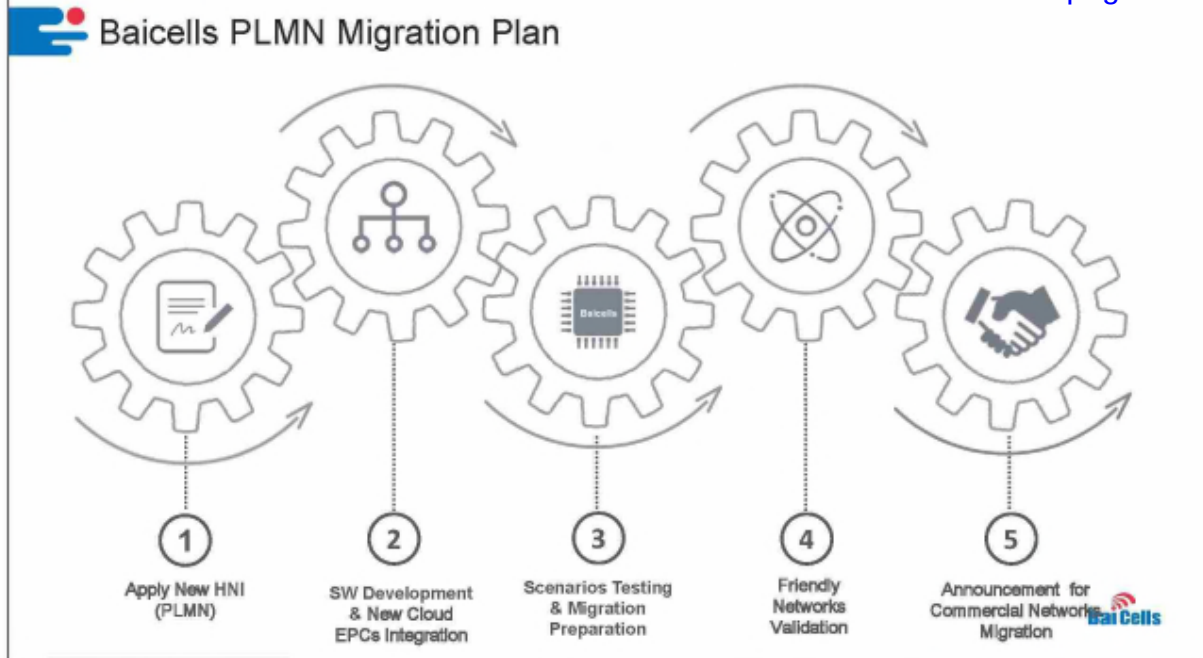 pag
Baicells PLMN Migration Plan
Baicells
1
2
3
4
5
Apply New HNI
(PLMN)
SW Development
& New Cloud
EPCs Integration
Scenarios Testing
& Migration
Preparation
Friendly
Networks
Validation
Announcement for
Commercial Networks
Migration
BaiCells